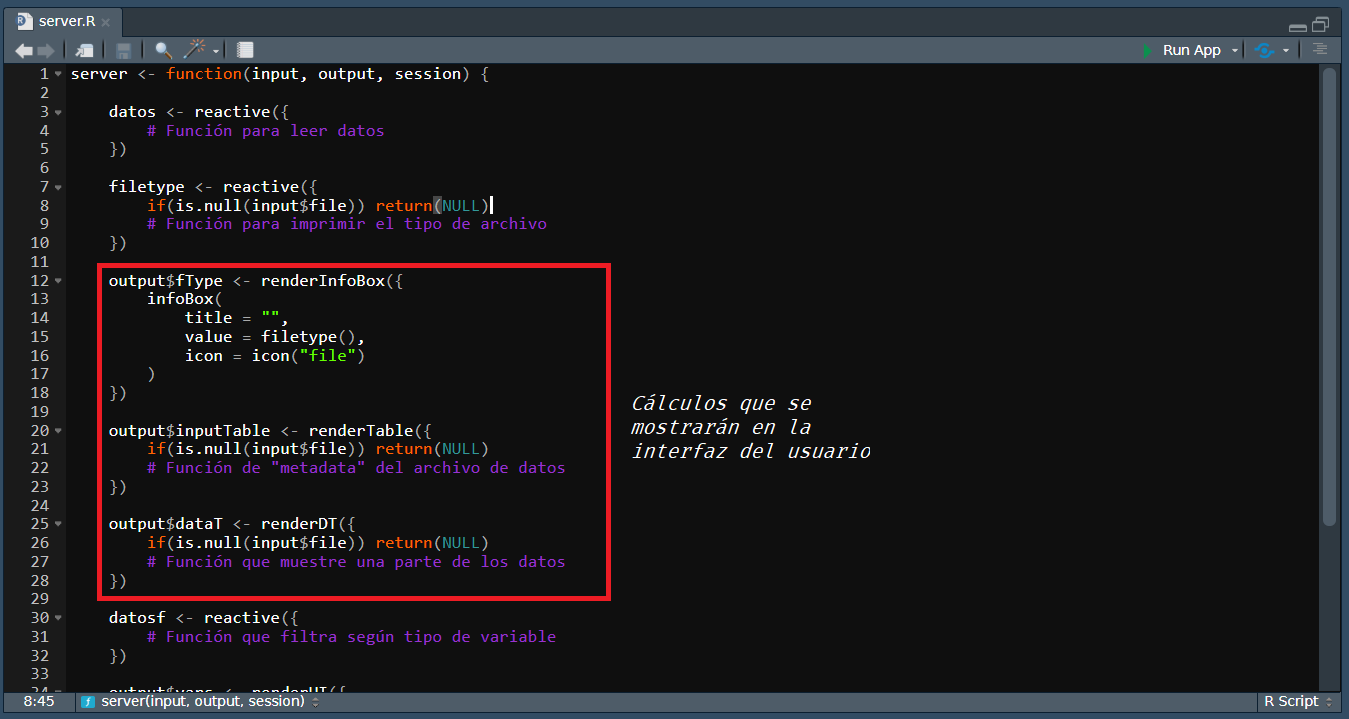 server.R
Run App
1 server <- function(input, output, session) {
2
3 datos <- reactive({
4 # Función para leer datos
5 })
6
7 filetype <- reactive({
8 if(is.null(input$file)) return(NULL)
9 # Función para imprimir el tipo de archivo
10 })
11
12 output$fType <- renderInfoBox({
13 infoBox(
14 title = "",
15 value = filetype(),
16 icon = icon("file")
17 )
18 })
19
20 output$inputTable <- renderTable({
21 if(is.null(input$file)) return(NULL)
22 # Función de "metadata" del archivo de datos
23 })
24
25 output$dataT <- renderDT({
26 if(is.null(input$file)) return(NULL)
27 # Función que muestre una parte de los datos
28 })
29
30 datosf <- reactive({
31 # Función que filtra según tipo de variable
32 })
33
34 output$vars <- renderUI({
Cálculos que se
mostrarán en la
interfaz del usuario
8:45 server(input, output, session) R Script